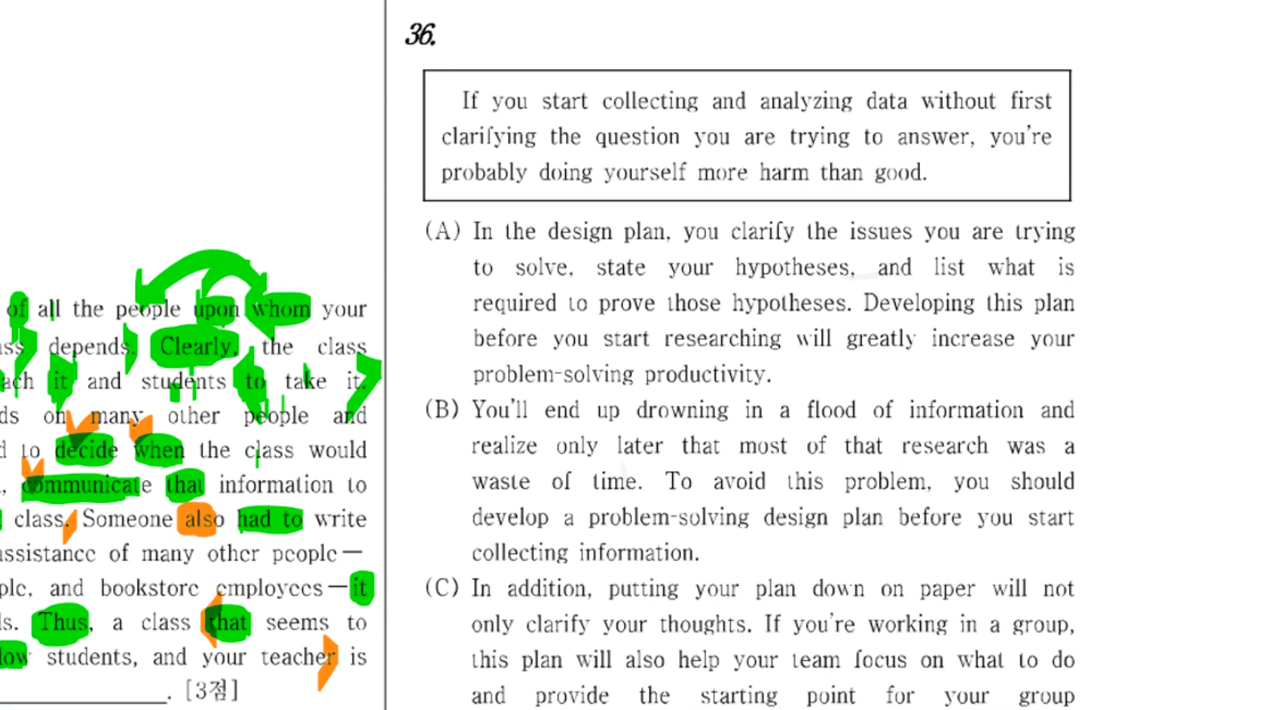 of all the people upon whom your
depends. Clearly, the class
it and students to take it.
on many other people and
to decide when the class would
, communicate that information to
class. Someone also had to write
assistance of many other people—
and bookstore employees—it
Thus, a class that seems to
students, and your teacher is
. [3점]
36.
If you start collecting and analyzing data without first
clarifying the question you are trying to answer, you're
probably doing yourself more harm than good.
(A) In the design plan, you clarify the issues you are trying
to solve, state your hypotheses, and list what is
required to prove those hypotheses. Developing this plan
before you start researching will greatly increase your
problem-solving productivity.
(B) You'll end up drowning in a flood of information and
realize only later that most of that research was a
waste of time. To avoid this problem, you should
develop a problem-solving design plan before you start
collecting information.
(C) In addition, putting your plan down on paper will not
only clarify your thoughts. If you're working in a group,
this plan will also help your team focus on what to do
and provide the starting point for your group